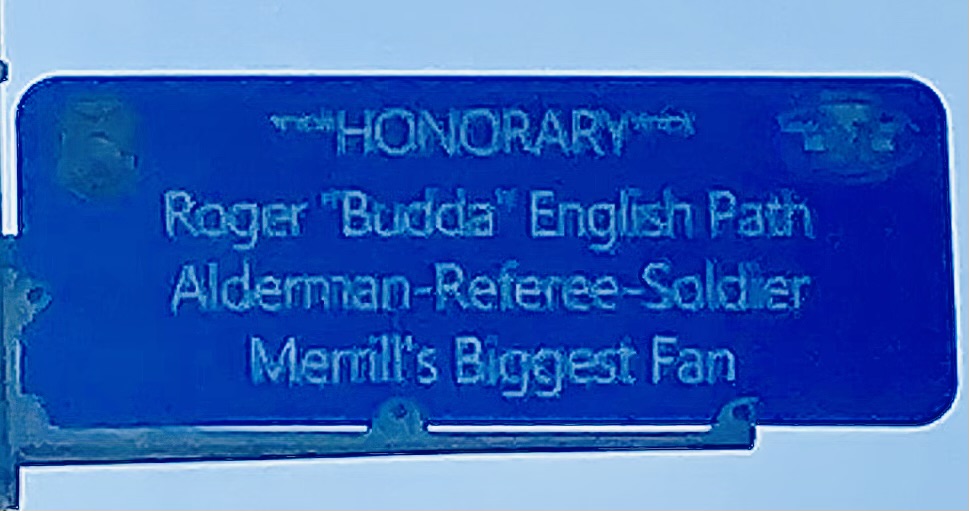 ***HONORARY***
Roger "Budda" English Path
Alderman-Referee-Soldier
Merrill's Biggest Fan